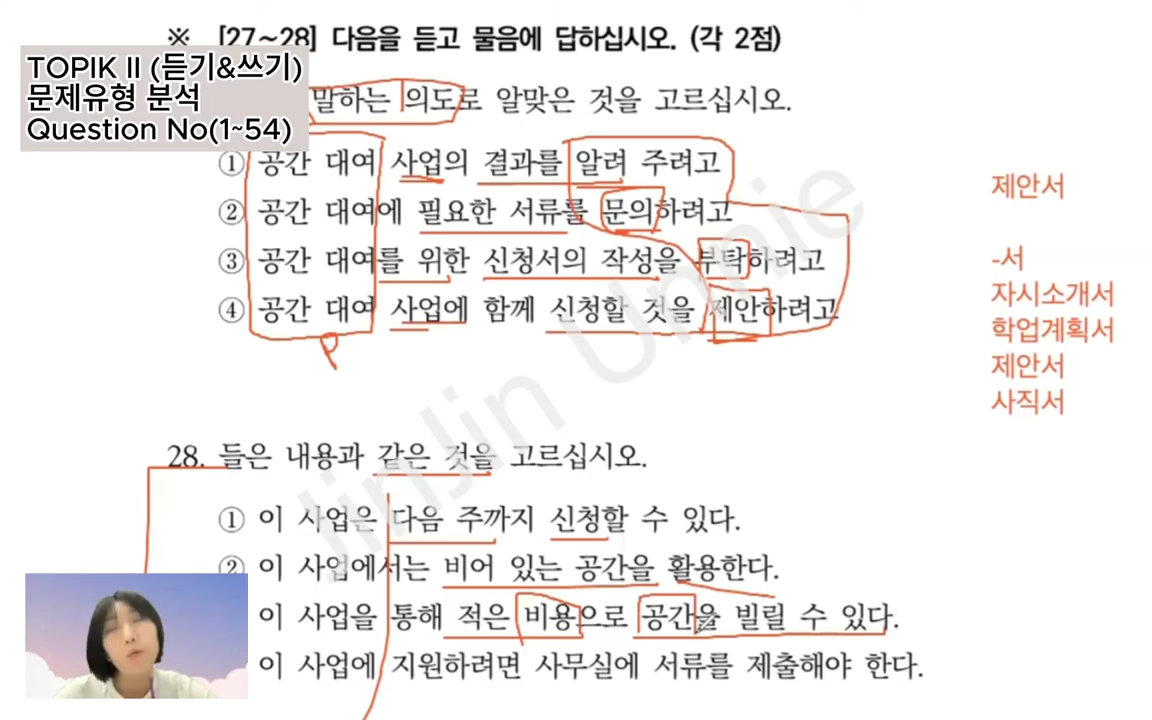 ※ [27~28] 다음을 듣고 물음에 답하십시오. (각 2점)
TOPIK II (듣기&쓰기)
문제유형 분석
Question No(1~54)
말하는 의도로 알맞은 것을 고르십시오.
① 공간 대여 사업의 결과를 알려 주려고
② 공간 대여에 필요한 서류를 문의하려고
③ 공간 대여를 위한 신청서의 작성을 부탁하려고
④ 공간 대여 사업에 함께 신청할 것을 제안하려고
P
제안서
-서
자시소개서
학업계획서
제안서
사직서
28. 들은 내용과 같은 것을 고르십시오.
① 이 사업은 다음 주까지 신청할 수 있다.
② 이 사업에서는 비어 있는 공간을 활용한다.
이 사업을 통해 적은 비용으로 공간을 빌릴 수 있다.
이 사업에 지원하려면 사무실에 서류를 제출해야 한다.
JinJin Unnie